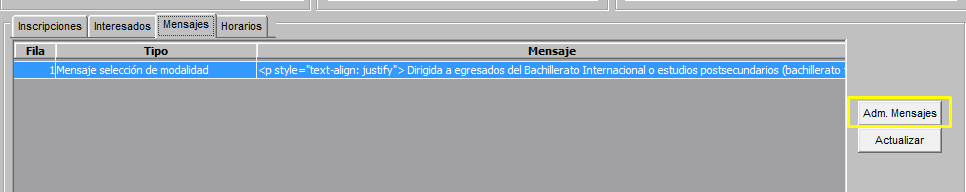 Inscripciones Interesados Mensajes Horarios
Fila Tipo Mensaje
1 Mensaje selección de modalidad <p style="text-align: justify"> Dirigida a egresados del Bachillerato Internacional o estudios postsecundarios (bachillerato
Adm. Mensajes
Actualizar